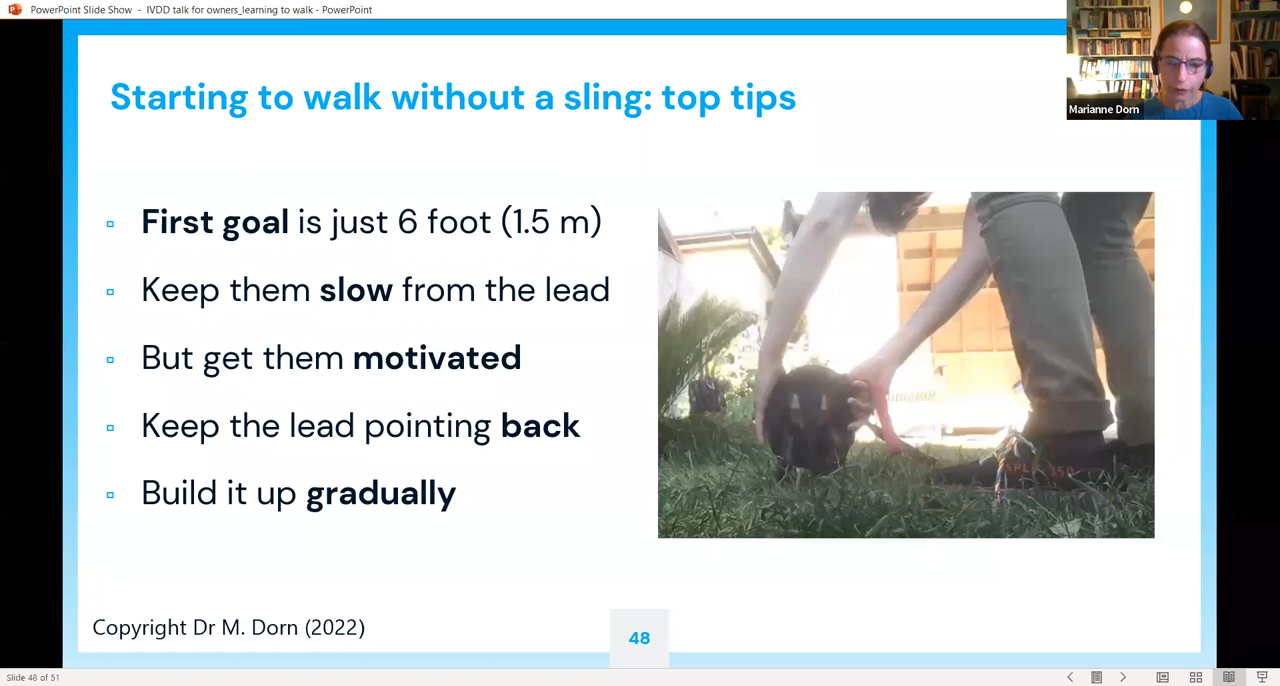 PowerPoint Slide Show - IVDD talk for owners_learning to walk - PowerPoint
Marianne Dorn
Starting to walk without a sling: top tips
First goal is just 6 foot (1.5 m)
Keep them slow from the lead
But get them motivated
Keep the lead pointing back
Build it up gradually
Copyright Dr M. Dorn (2022)
48
Slide 48 of 51